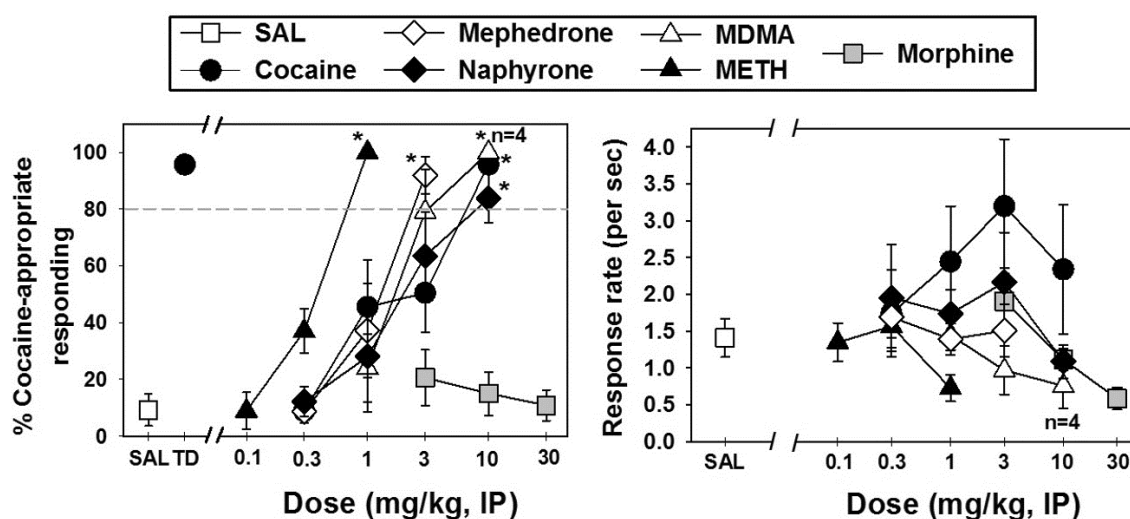 SAL Mephedrone MDMA Morphine
Cocaine Naphyrone METH
% Cocaine-appropriate
responding
100
80
60
40
20
0
* * * n=4
*
*
SAL TD 0.1 0.3 1 3 10 30
Dose (mg/kg, IP)
Response rate (per sec)
4.0
3.5
3.0
2.5
2.0
1.5
1.0
0.5
0.0
n=4
SAL 0.1 0.3 1 3 10 30
Dose (mg/kg, IP)